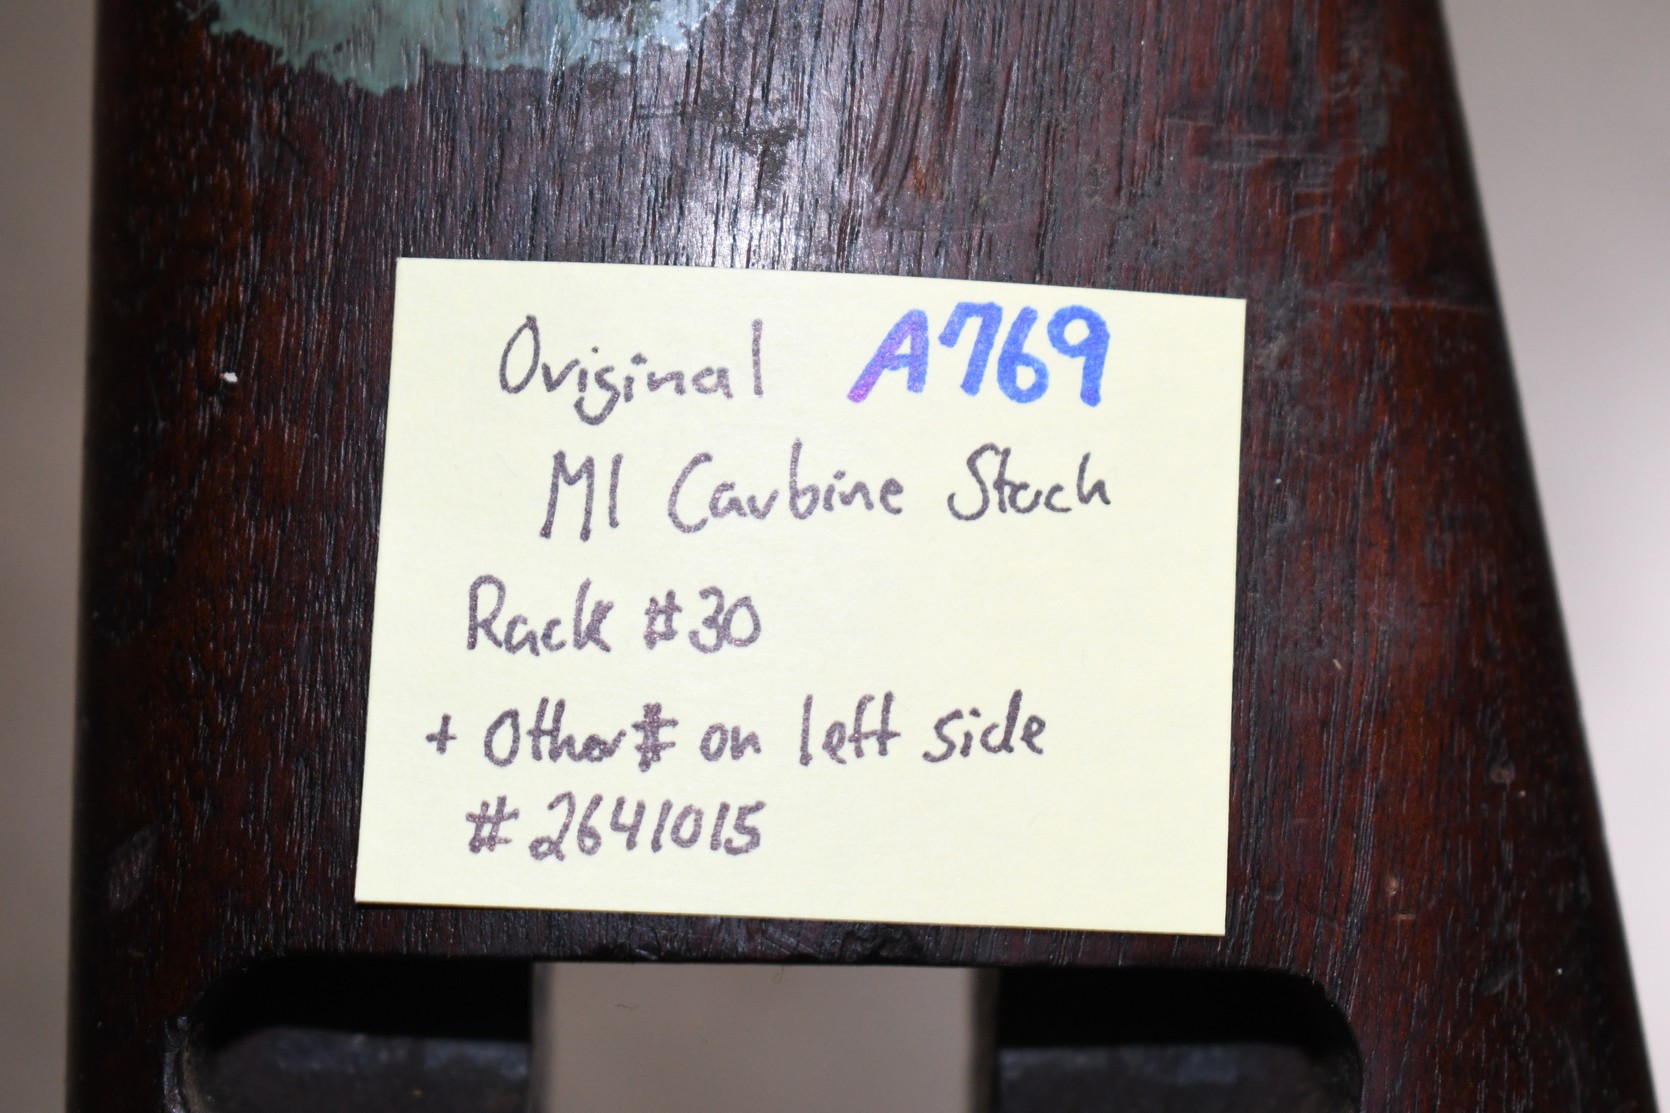 Original A769
M1 Carbine Stock
Rack #30
+ Other # on left side
# 2641015